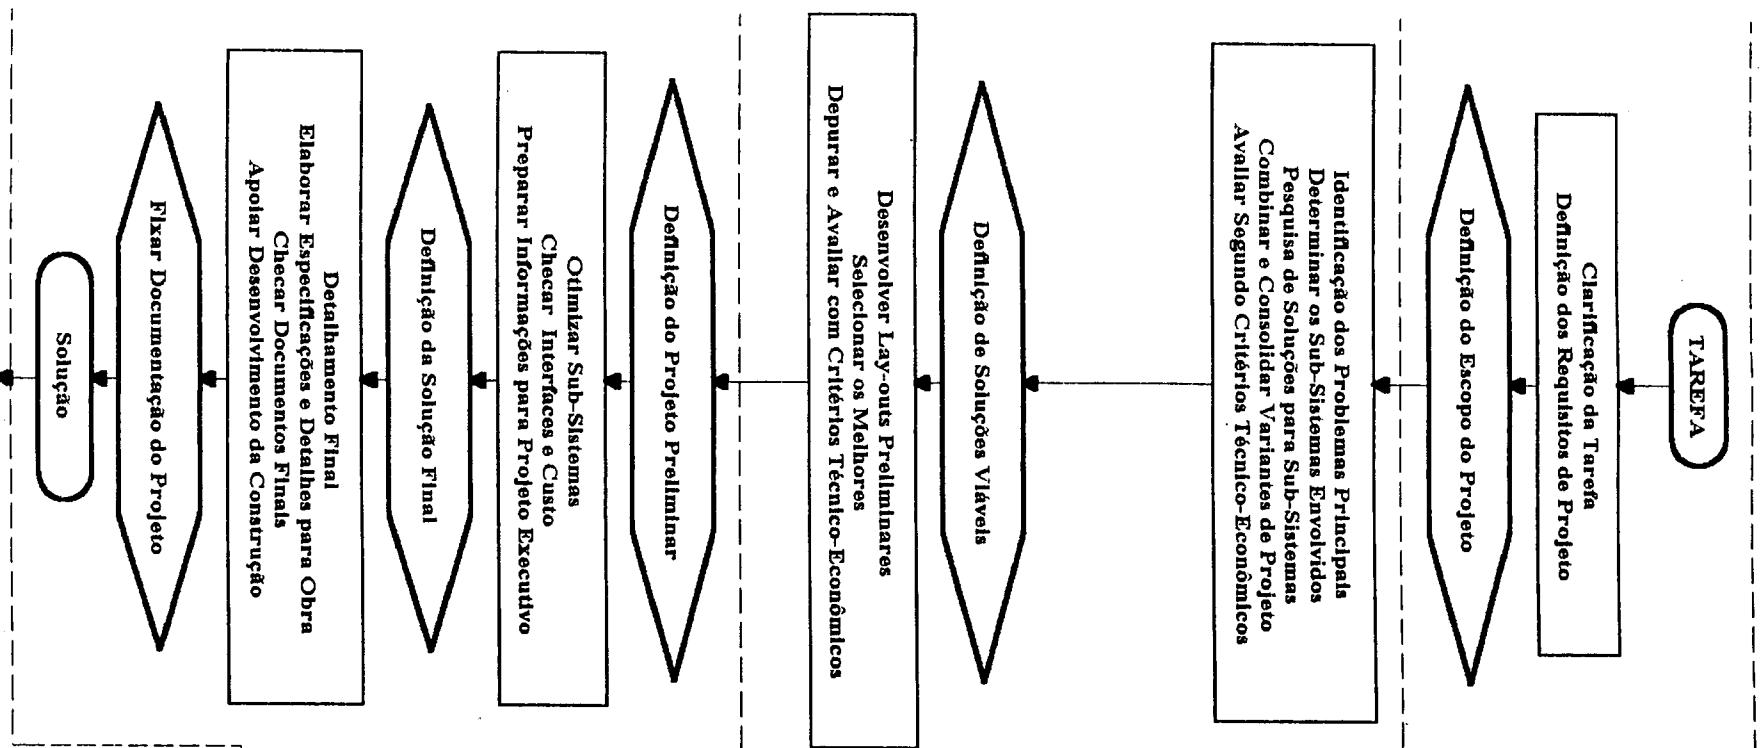 TAREFA
Clarificação da Tarefa
Definição dos Requisitos de Projeto
Definição do Escopo do Projeto
Identificação dos Problemas Principais
Determinar os Sub-Sistemas Envolvidos
Pesquisa de Soluções para Sub-Sistemas
Combinar e Consolidar Variantes de Projeto
Avaliar Segundo Critérios Técnico-Econômicos
Definição de Soluções Viáveis
Desenvolver Lay-outs Preliminares
Selecionar os Melhores
Depurar e Avaliar com Critérios Técnico-Econômicos
Definição do Projeto Preliminar
Otimizar Sub-Sistemas
Checar Interfaces e Custo
Preparar Informações para Projeto Executivo
Definição da Solução Final
Detalhamento Final
Elaborar Especificações e Detalhes para Obra
Checar Documentos Finais
Apoiar Desenvolvimento da Construção
Fixar Documentação do Projeto
Solução